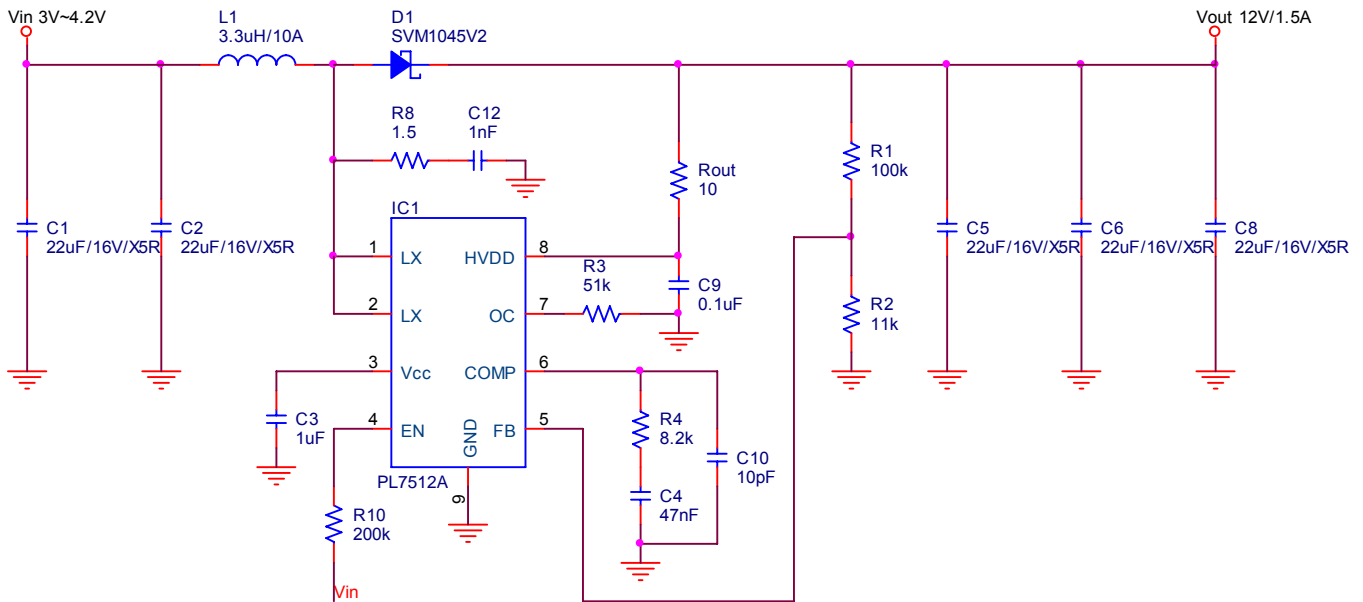 Vin 3V~4.2V
L1
3.3uH/10A
D1
SVM1045V2
Vout 12V/1.5A
R8
1.5
C12
1nF
Rout
10
R1
100k
C1
22uF/16V/X5R
C2
22uF/16V/X5R
C5
22uF/16V/X5R
C6
22uF/16V/X5R
C8
22uF/16V/X5R
IC1
1
LX
HVDD
8
R3
51k
C9
0.1uF
2
LX
OC
7
R2
11k
3
Vcc
COMP
6
C3
1uF
4
EN
GND
FB
5
R4
8.2k
C10
10pF
PL7512A
9
C4
47nF
R10
200k
Vin